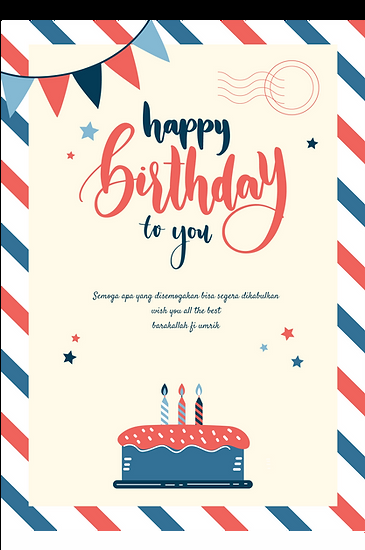 happy
birthday
to you
Semoga apa yang disemogakan bisa segera dikabulkan
wish you all the best
barakallah fi umrik